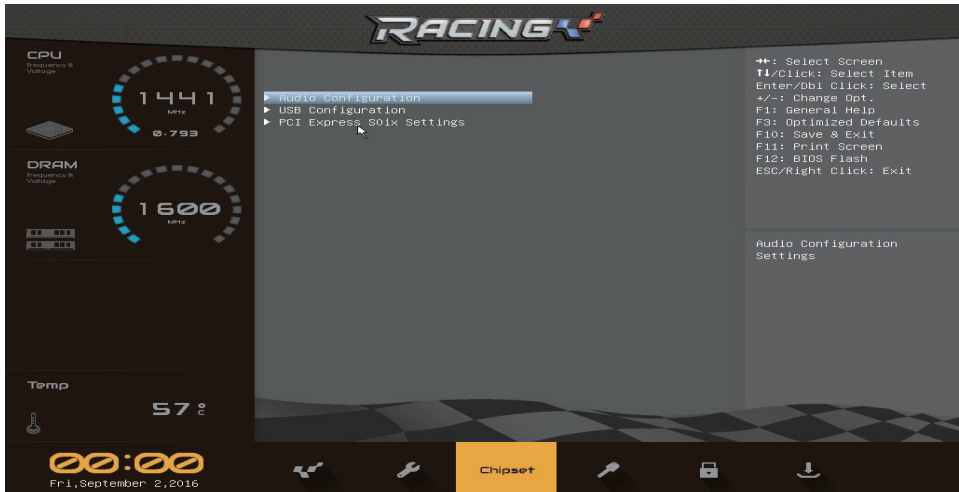 RACING
CPU
Frequency &
Voltage
1441
MHz
0.793
DRAM
Frequency &
Voltage
1600
MHz
Temp
57 °C
00:00
Fri,September 2,2016
▶ Audio Configuration
▶ USB Configuration
▶ PCI Express S0ix Settings
→←: Select Screen
↑↓/Click: Select Item
Enter/Dbl Click: Select
+/-: Change Opt.
F1: General Help
F3: Optimized Defaults
F10: Save & Exit
F11: Print Screen
F12: BIOS Flash
ESC/Right Click: Exit
Audio Configuration
Settings
Chipset